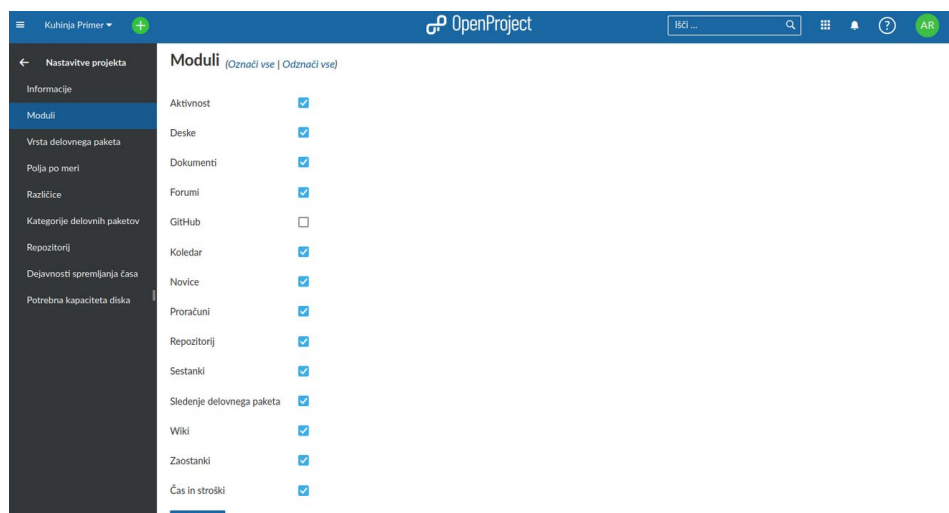 Kuhinja Primer
OpenProject
Išči ...
?
AR
Nastavitve projekta
Informacije
Moduli
Vrsta delovnega paketa
Polja po meri
Različice
Kategorije delovnih paketov
Repozitorij
Dejavnosti spremljanja časa
Potrebna kapaciteta diska
Moduli (Označi vse | Odznači vse)
Aktivnost
Deske
Dokumenti
Forumi
GitHub
Koledar
Novice
Proračuni
Repozitorij
Sestanki
Sledenje delovnega paketa
Wiki
Zaostanki
Čas in stroški